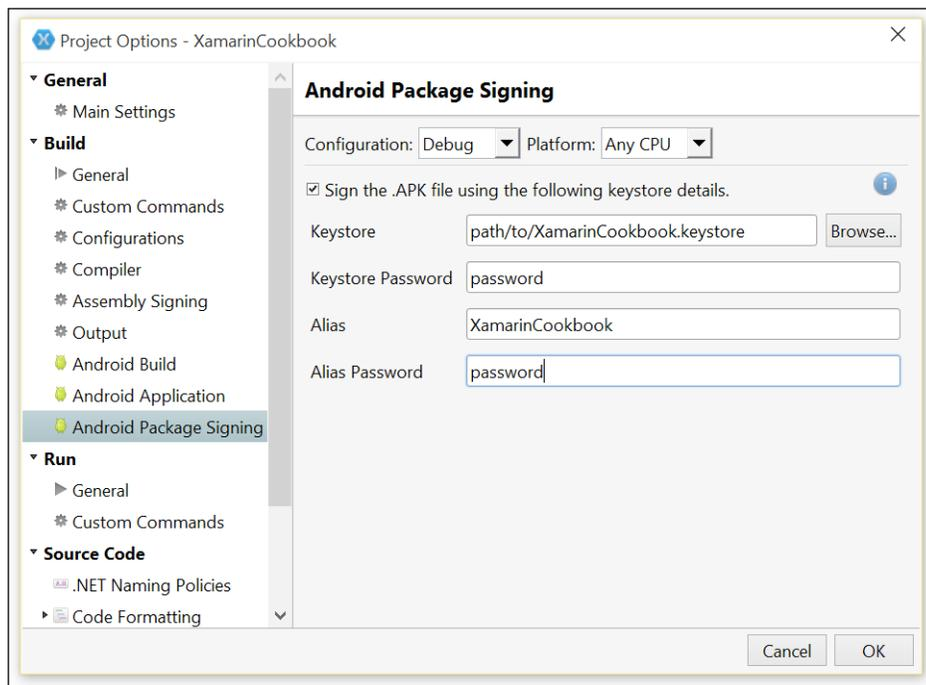 Project Options - XamarinCookbook
General
Main Settings
Build
General
Custom Commands
Configurations
Compiler
Assembly Signing
Output
Android Build
Android Application
Android Package Signing
Run
General
Custom Commands
Source Code
.NET Naming Policies
Code Formatting
Android Package Signing
Configuration: Debug Platform: Any CPU
Sign the .APK file using the following keystore details.
Keystore path/to/XamarinCookbook.keystore Browse...
Keystore Password password
Alias XamarinCookbook
Alias Password password
Cancel OK